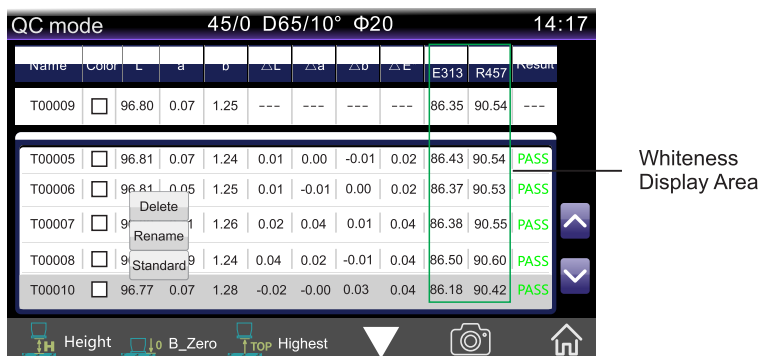 QC mode 45/0 D65/10° Φ20 14:17
Name Color L a b △L △a △b △E E313 R457 Result
T00009 96.80 0.07 1.25 --- --- --- --- 86.35 90.54 ---
T00005 96.81 0.07 1.24 0.01 0.00 -0.01 0.02 86.43 90.54 PASS
T00006 96.81 0.05 1.25 0.01 -0.01 0.00 0.02 86.37 90.53 PASS
Delete
T00007 1.26 0.02 0.04 0.01 0.04 86.38 90.55 PASS
Rename
T00008 1.24 0.04 0.02 -0.01 0.04 86.50 90.60 PASS
Standard
T00010 96.77 0.07 1.28 -0.02 -0.00 0.03 0.04 86.18 90.42 PASS
H Height 0 B_Zero TOP Highest
Whiteness
Display Area